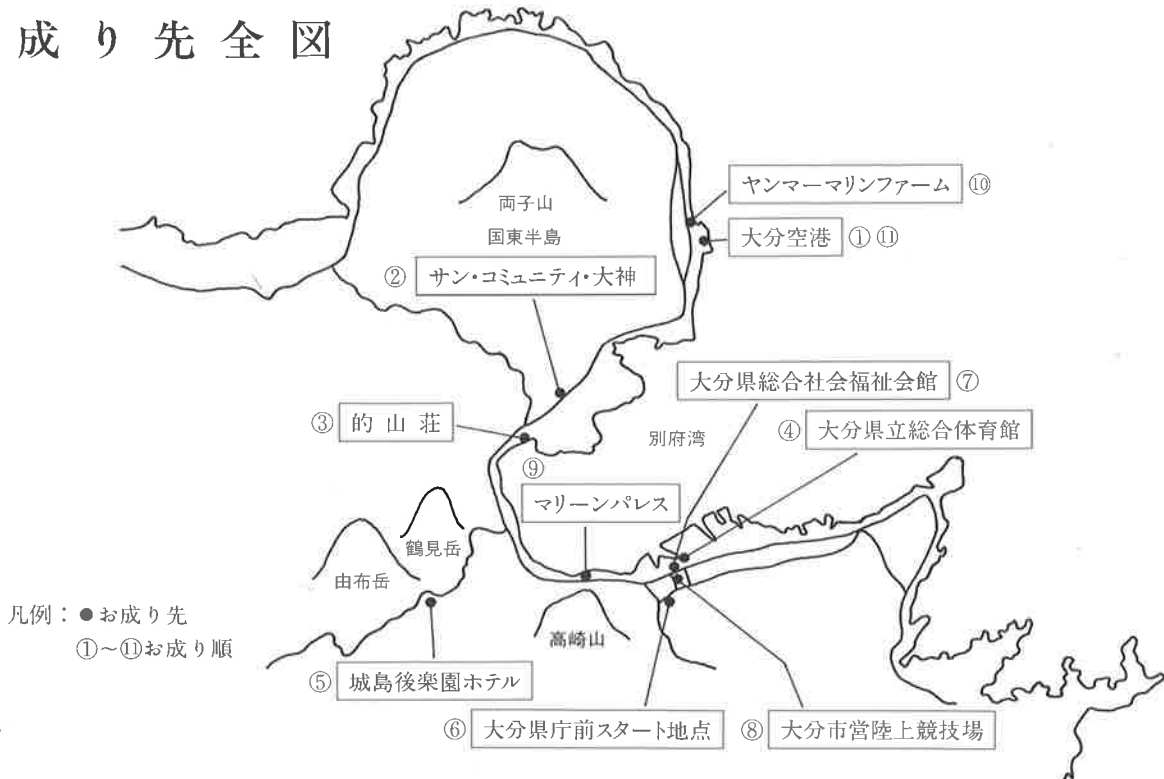 成り先全図
ヤンマーマリンファーム ⑩
両子山
大分空港 ① ⑪
国東半島
② サン・コミュニティ・大神
大分県総合社会福祉会館 ⑦
③ 的山荘
別府湾
④ 大分県立総合体育館
⑨
マリーンパレス
鶴見岳
由布岳
凡例：●お成り先
①～⑪お成り順
高崎山
⑤ 城島後楽園ホテル
⑥ 大分県庁前スタート地点
⑧ 大分市営陸上競技場